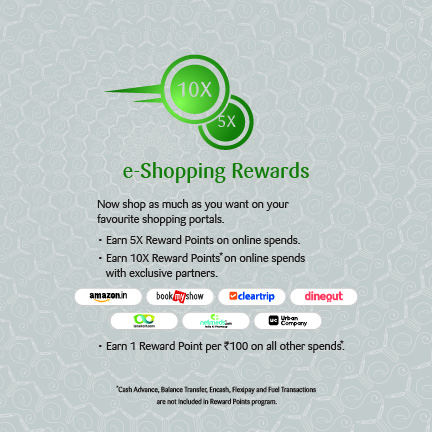 10X
5X
e-Shopping Rewards
Now shop as much as you want on your
favourite shopping portals.
• Earn 5X Reward Points on online spends.
• Earn 10X Reward Points* on online spends
with exclusive partners.
amazon.in bookmyshow cleartrip dineout
netmeds.com UC Urban Company
• Earn 1 Reward Point per ₹100 on all other spends*.
*Cash Advance, Balance Transfer, Encash, Flexipay and Fuel Transactions
are not included in Reward Points program.